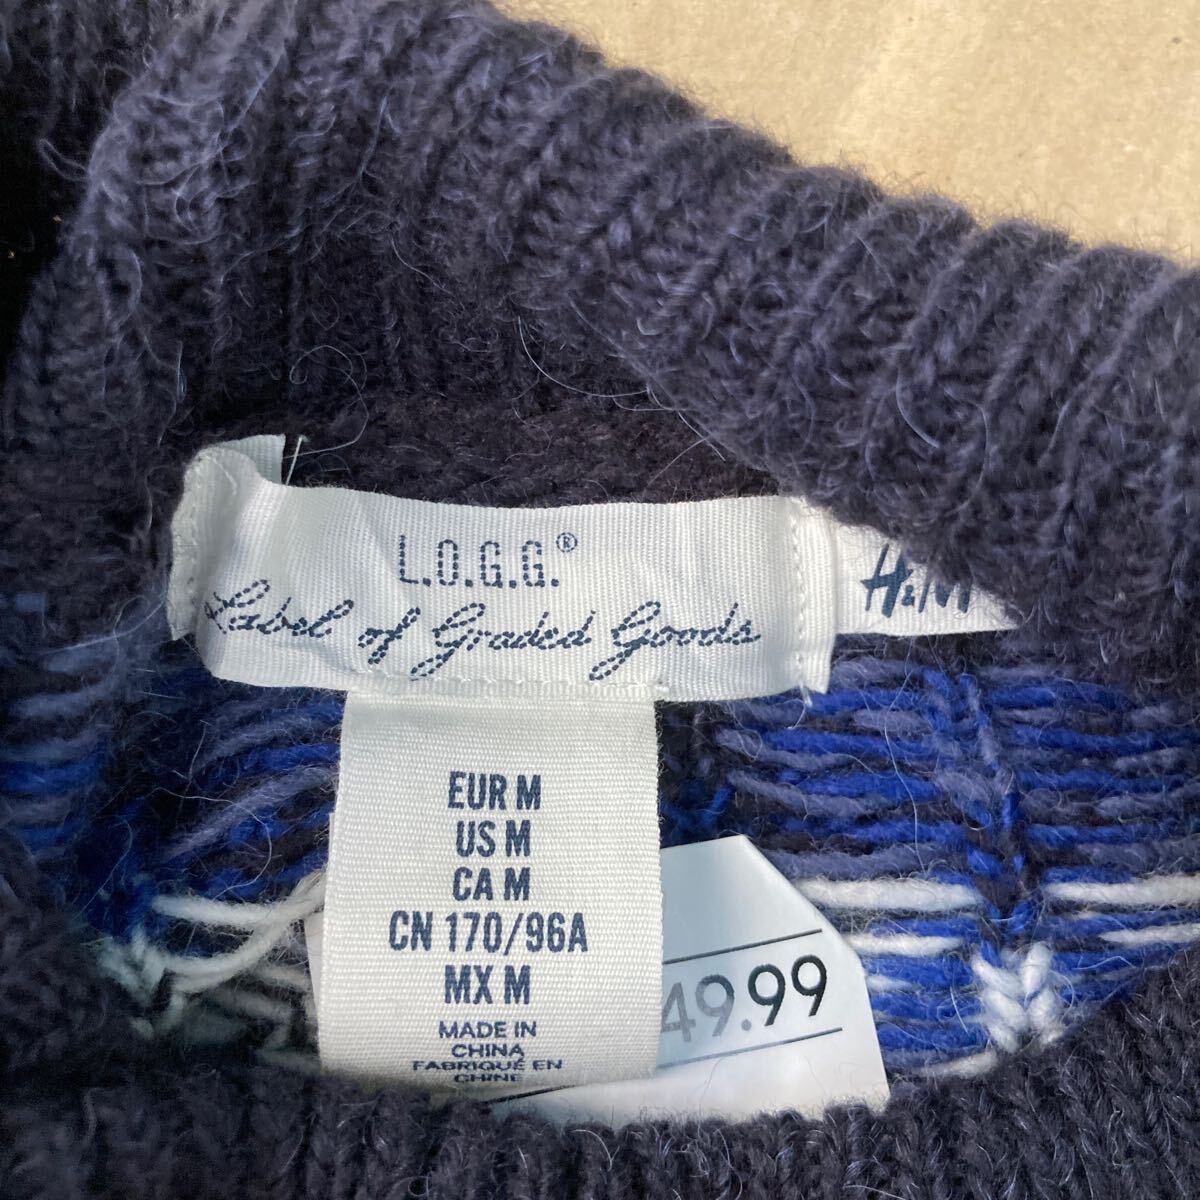 L.O.G.G.®
Label of Graded Goods
H&M
EUR M
US M
CA M
CN 170/96A
MX M
MADE IN
CHINA
FABRIQUÉ EN
CHINE
49.99